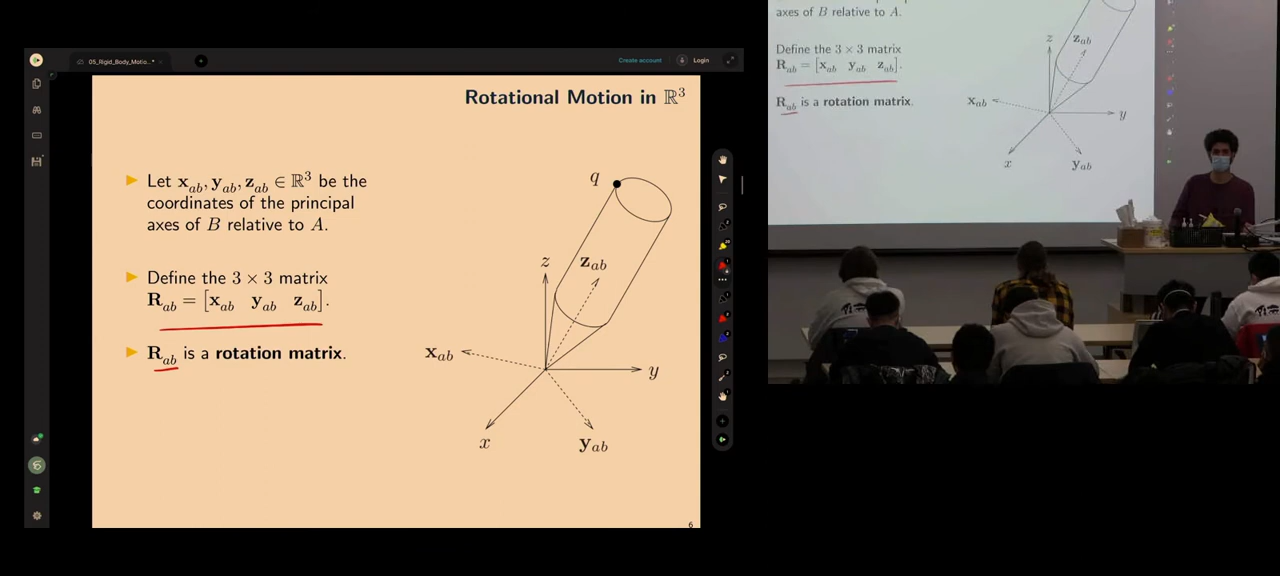 05_Rigid_Body_Motio...*
Create account
Login
Rotational Motion in ℝ³
▶ Let x_ab, y_ab, z_ab ∈ ℝ³ be the
coordinates of the principal
axes of B relative to A.
▶ Define the 3 × 3 matrix
R_ab = [x_ab y_ab z_ab].
▶ R_ab is a rotation matrix.
q
z
z_ab
x_ab
y
x
y_ab
6
axes of B relative to A.
Define the 3 × 3 matrix
R_ab = [x_ab y_ab z_ab].
R_ab is a rotation matrix.
z
z_ab
x_ab
y
x
y_ab